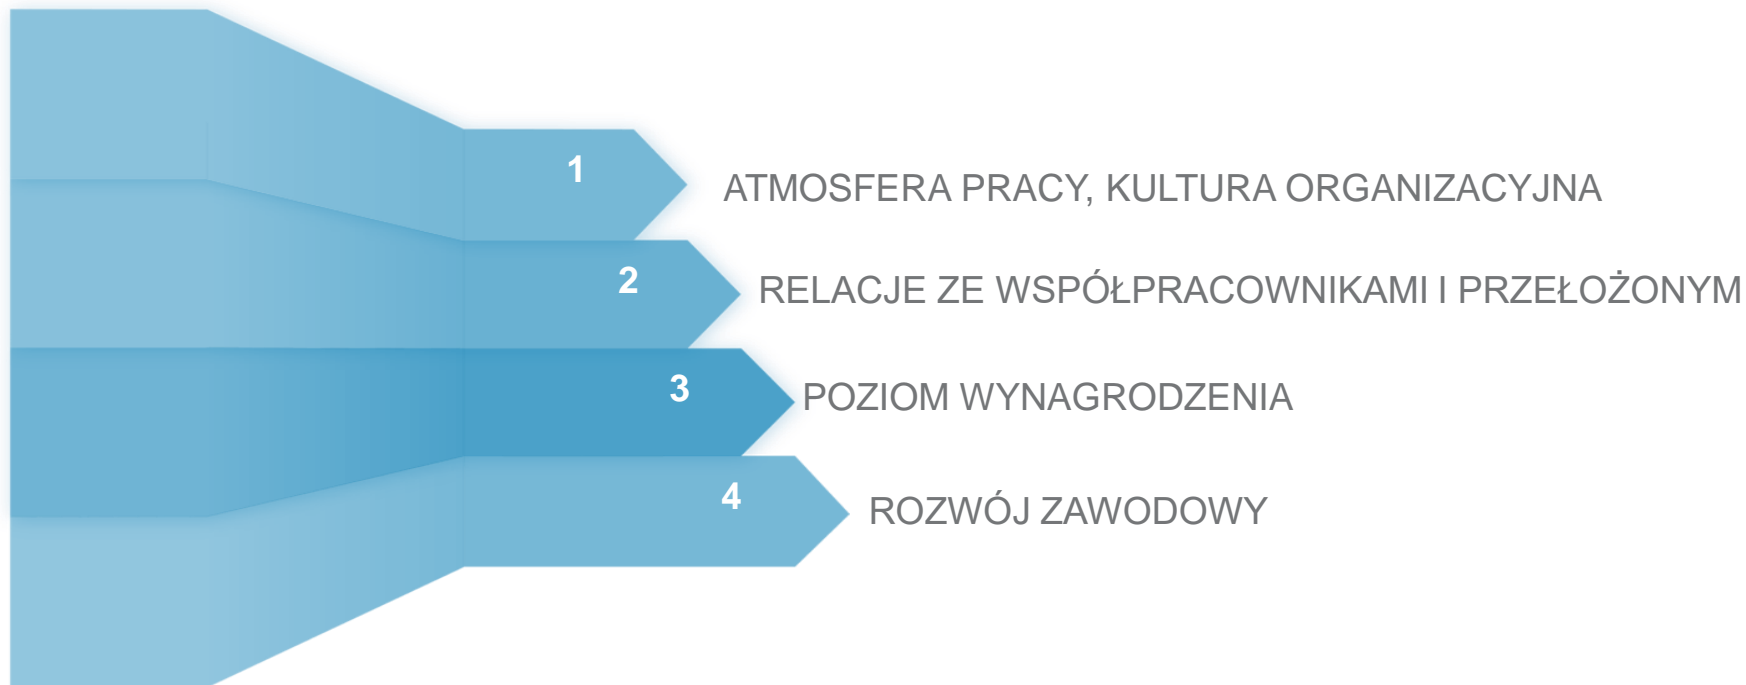 1
ATMOSFERA PRACY, KULTURA ORGANIZACYJNA
2
RELACJE ZE WSPÓŁPRACOWNIKAMI I PRZEŁOŻONYM
3
POZIOM WYNAGRODZENIA
4
ROZWÓJ ZAWODOWY